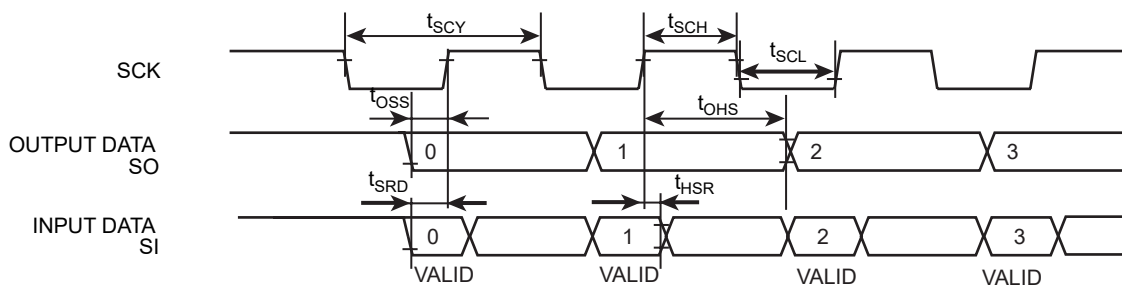 tSCY
tSCH
tSCL
SCK
tOSS
tOHS
OUTPUT DATA
SO
0 1 2 3
tSRD
tHSR
INPUT DATA
SI
0 1 2 3
VALID VALID VALID VALID